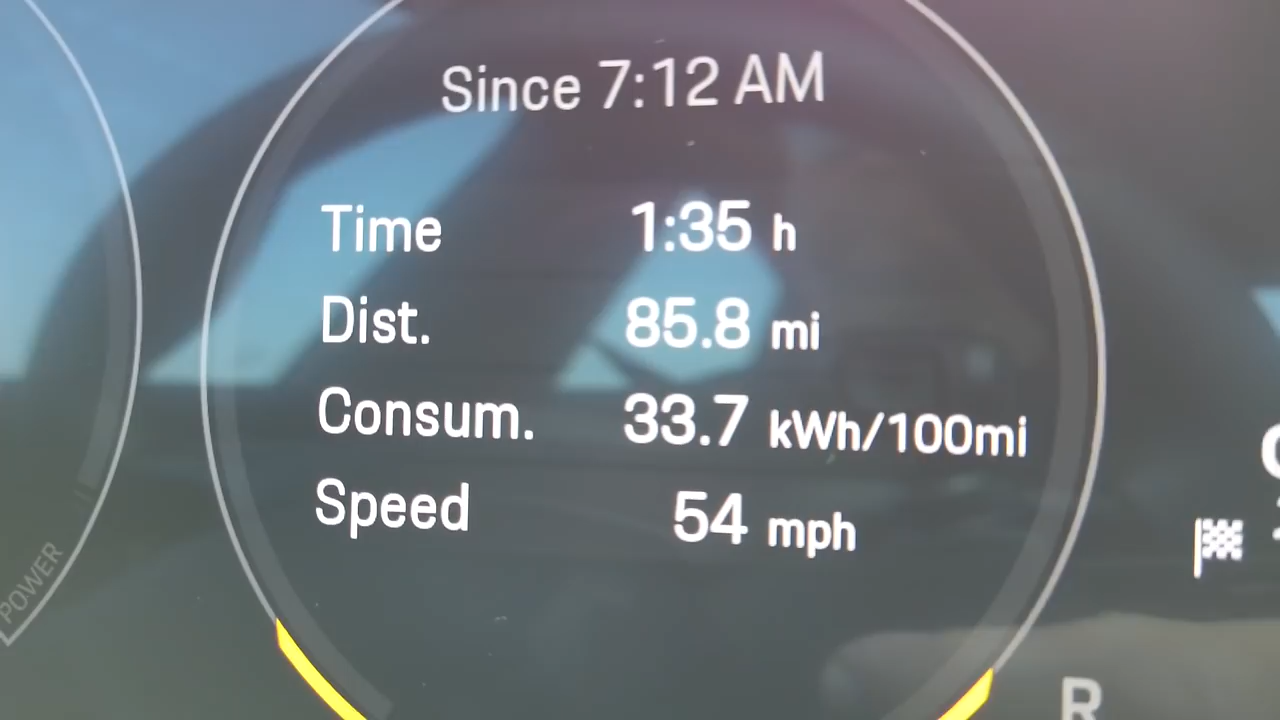 Since 7:12 AM
Time 1:35 h
Dist. 85.8 mi
Consum. 33.7 kWh/100mi
Speed 54 mph
POWER
R